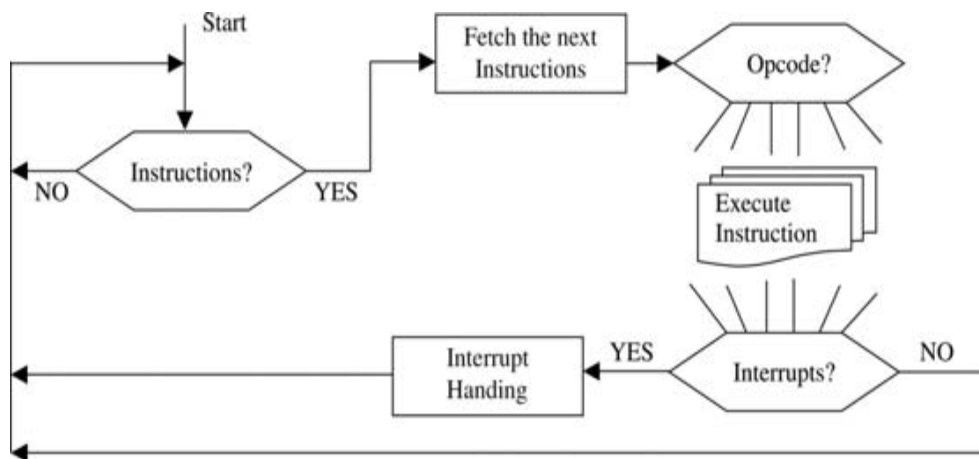 Start
Fetch the next
Instructions
Opcode?
Instructions?
NO
YES
Execute
Instruction
Interrupt
Handing
YES
Interrupts?
NO